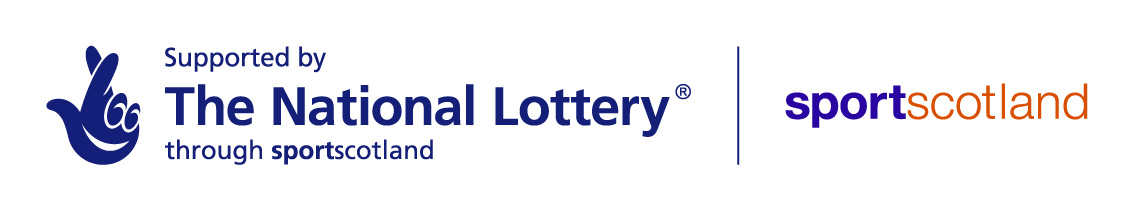 Supported by
The National Lottery®
through sportscotland
sportscotland